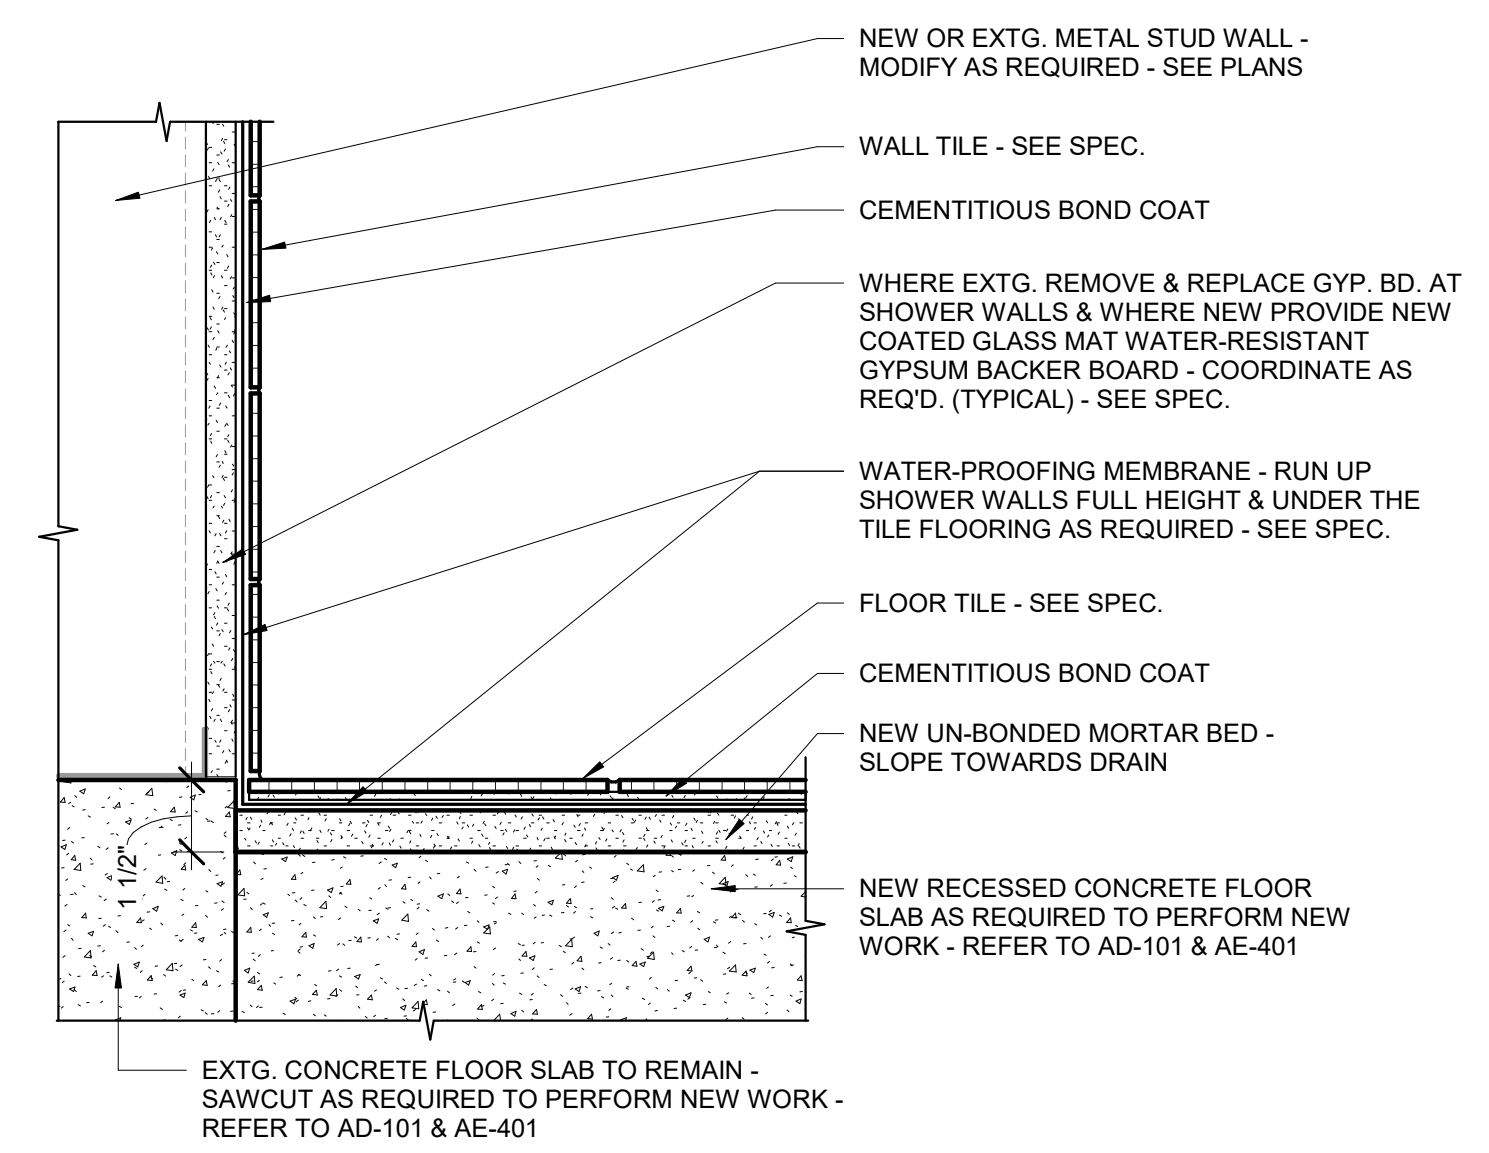 NEW OR EXTG. METAL STUD WALL -
MODIFY AS REQUIRED - SEE PLANS
WALL TILE - SEE SPEC.
CEMENTITIOUS BOND COAT
WHERE EXTG. REMOVE & REPLACE GYP. BD. AT
SHOWER WALLS & WHERE NEW PROVIDE NEW
COATED GLASS MAT WATER-RESISTANT
GYPSUM BACKER BOARD - COORDINATE AS
REQ'D. (TYPICAL) - SEE SPEC.
WATER-PROOFING MEMBRANE - RUN UP
SHOWER WALLS FULL HEIGHT & UNDER THE
TILE FLOORING AS REQUIRED - SEE SPEC.
FLOOR TILE - SEE SPEC.
CEMENTITIOUS BOND COAT
NEW UN-BONDED MORTAR BED -
SLOPE TOWARDS DRAIN
1 1/2"
NEW RECESSED CONCRETE FLOOR
SLAB AS REQUIRED TO PERFORM NEW
WORK - REFER TO AD-101 & AE-401
EXTG. CONCRETE FLOOR SLAB TO REMAIN -
SAWCUT AS REQUIRED TO PERFORM NEW WORK -
REFER TO AD-101 & AE-401